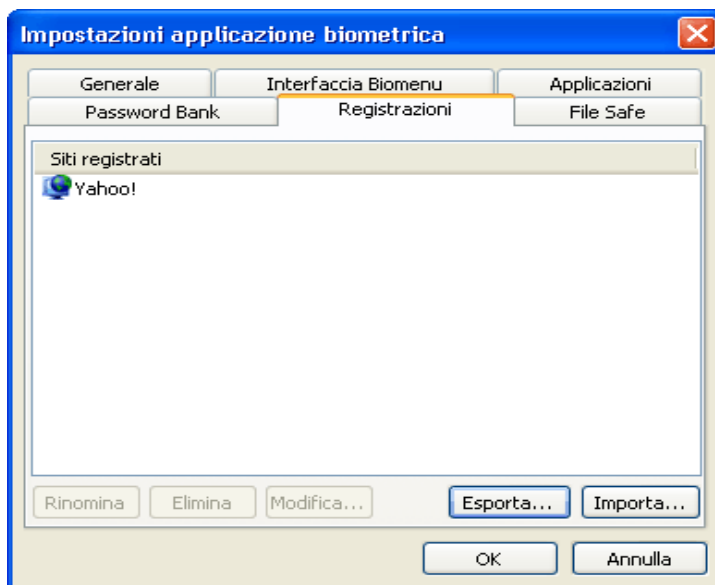 Impostazioni applicazione biometrica
Generale Interfaccia Biomenu Applicazioni
Password Bank Registrazioni File Safe
Siti registrati
Yahoo!
Rinomina Elimina Modifica... Esporta... Importa...
OK Annulla